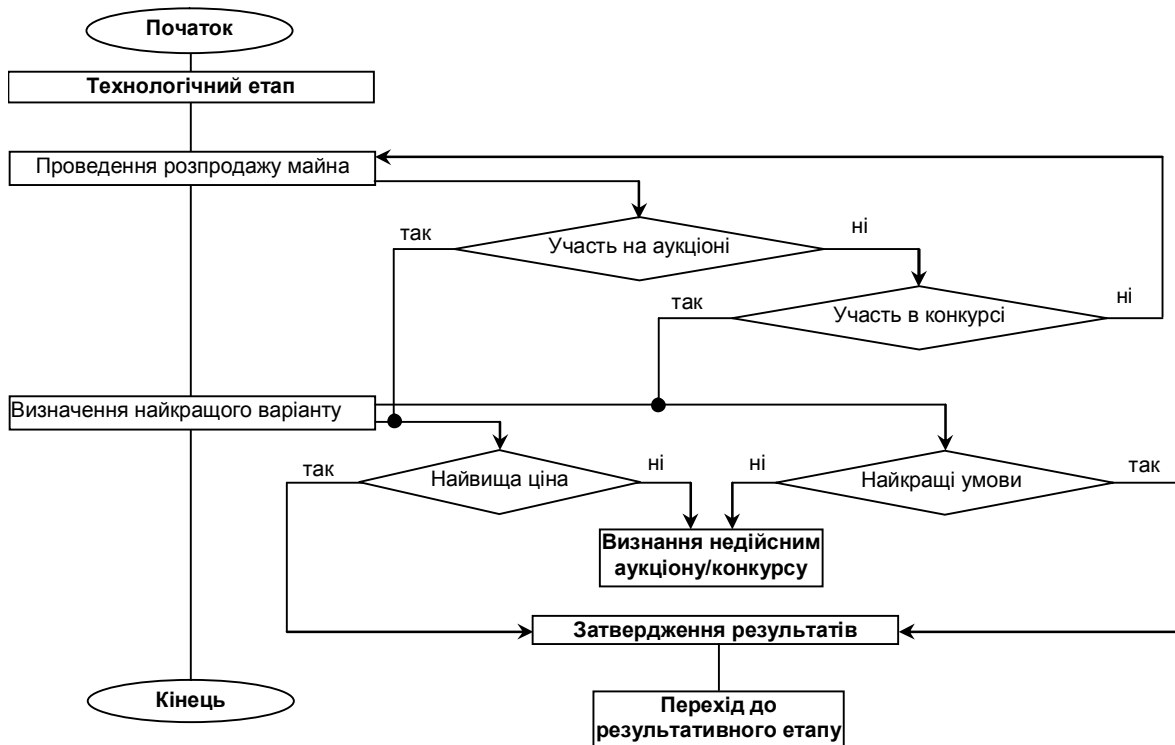 Початок
Технологічний етап
Проведення розпродажу майна
так
Участь на аукціоні
ні
так
Участь в конкурсі
ні
Визначення найкращого варіанту
так
Найвища ціна
ні
ні
Найкращі умови
так
Визнання недійсним
аукціону/конкурсу
Затвердження результатів
Кінець
Перехід до
результативного етапу